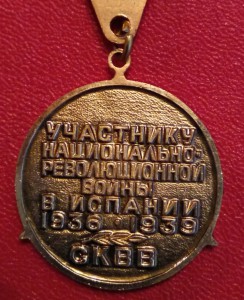 УЧАСТНИКУ
НАЦИОНАЛЬНО-
РЕВОЛЮЦИОННОЙ
ВОЙНЫ
В ИСПАНИИ
1936 1939
СКВВ